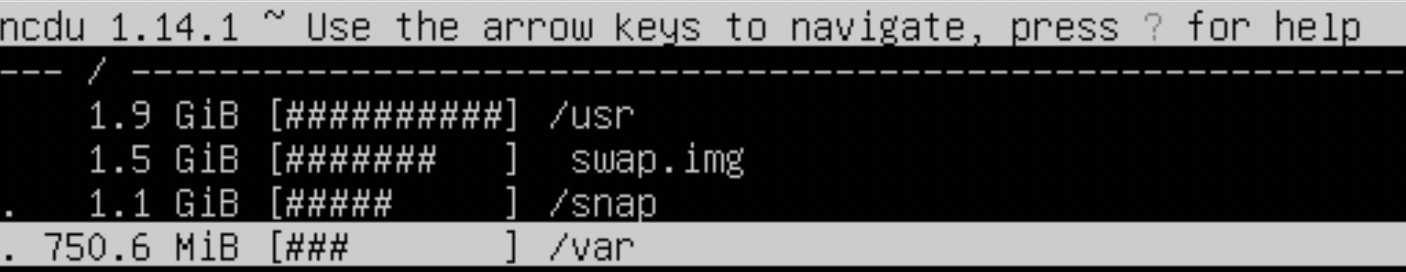 ncdu 1.14.1 ~ Use the arrow keys to navigate, press ? for help
--- / ----------------------------------------------------------
    1.9 GiB [##########] /usr
    1.5 GiB [#######   ]  swap.img
.   1.1 GiB [#####     ] /snap
. 750.6 MiB [###       ] /var